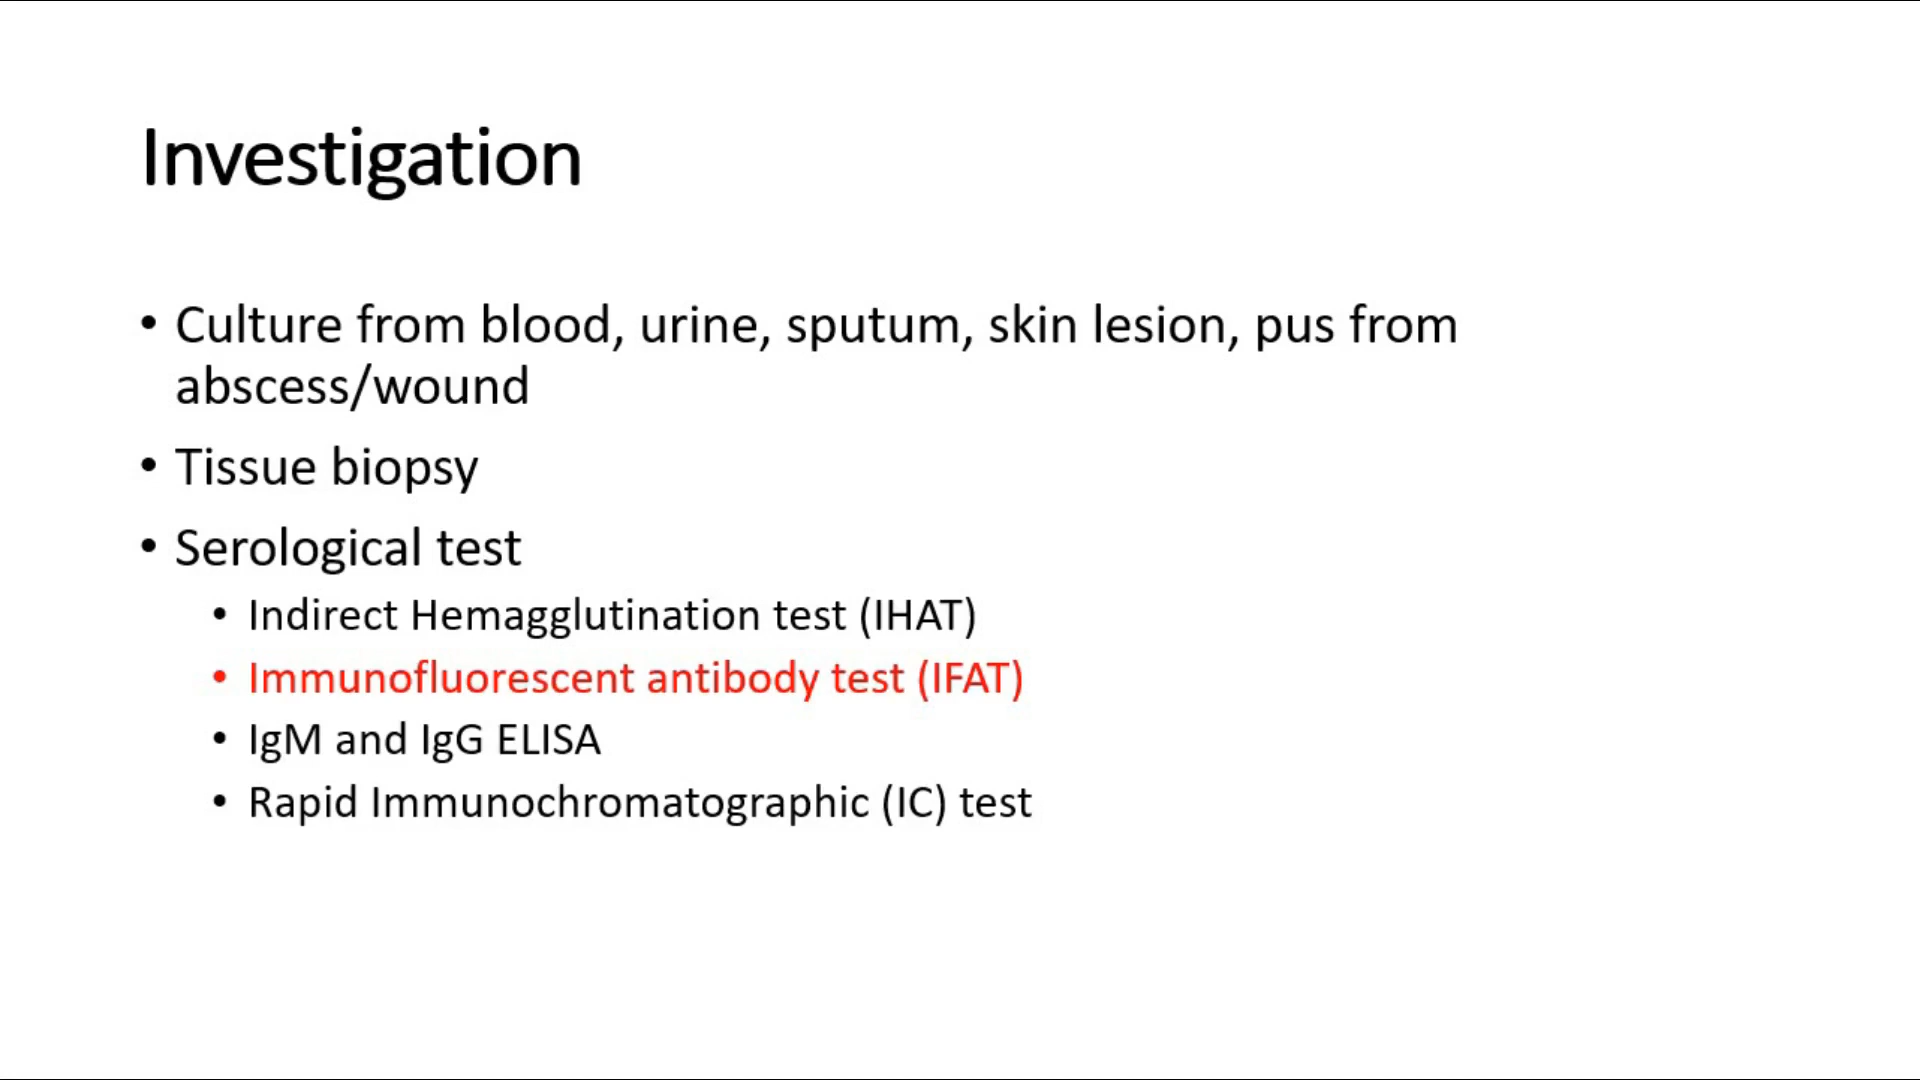 Investigation
• Culture from blood, urine, sputum, skin lesion, pus from
abscess/wound
• Tissue biopsy
• Serological test
• Indirect Hemagglutination test (IHAT)
• Immunofluorescent antibody test (IFAT)
• IgM and IgG ELISA
• Rapid Immunochromatographic (IC) test